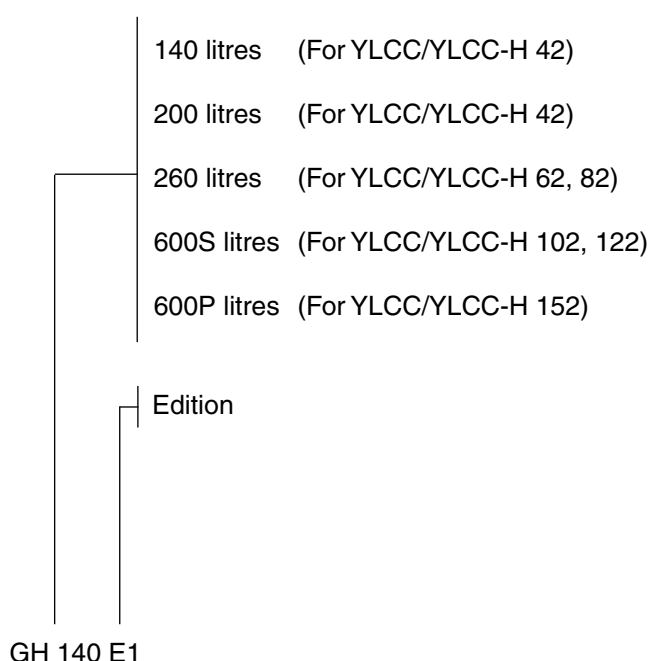 140 litres (For YLCC/YLCC-H 42)
200 litres (For YLCC/YLCC-H 42)
260 litres (For YLCC/YLCC-H 62, 82)
600S litres (For YLCC/YLCC-H 102, 122)
600P litres (For YLCC/YLCC-H 152)
Edition
GH 140 E1